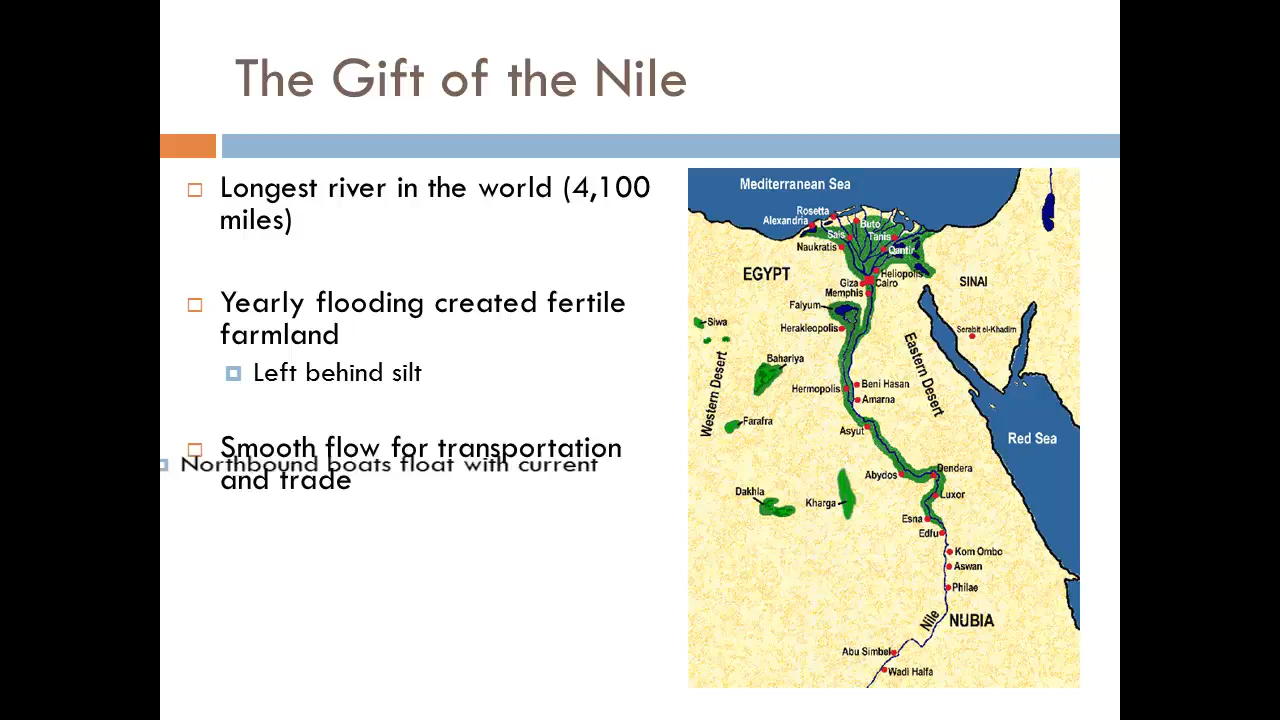 The Gift of the Nile
Longest river in the world (4,100
miles)
Yearly flooding created fertile
farmland
Left behind silt
Smooth flow for transportation
Northbound boats float with current
and trade
Mediterranean Sea
Rosetta
Alexandria
Buto
Sais
Tanis
Naukratis
Qantir
EGYPT
Heliopolis
SINAI
Giza
Cairo
Memphis
Faiyum
Siwa
Herakleopolis
Serabit el-Khadim
Bahariya
Western Desert
Eastern Desert
Hermopolis
Beni Hasan
Amarna
Farafra
Asyut
Red Sea
Abydos
Dendera
Dakhla
Kharga
Luxor
Esna
Edfu
Kom Ombo
Aswan
Philae
Nile
NUBIA
Abu Simbel
Wadi Halfa